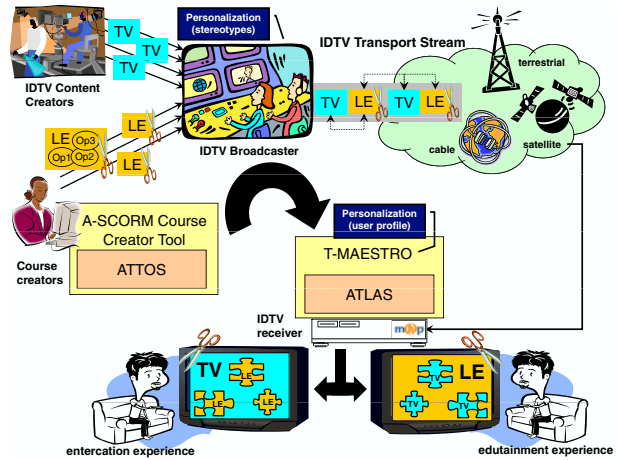 Personalization
(stereotypes)
TV
TV
TV
IDTV Content
Creators
IDTV Transport Stream
terrestrial
TV
LE
TV
LE
LE
Op3
Op1
Op2
LE
LE
IDTV Broadcaster
cable
satellite
A-SCORM Course
Creator Tool
ATTOS
Course
creators
Personalization
(user profile)
T-MAESTRO
ATLAS
IDTV
receiver
mhp
TV
LE
LE
LE
LE
TV
TV
TV
entercation experience
edutainment experience